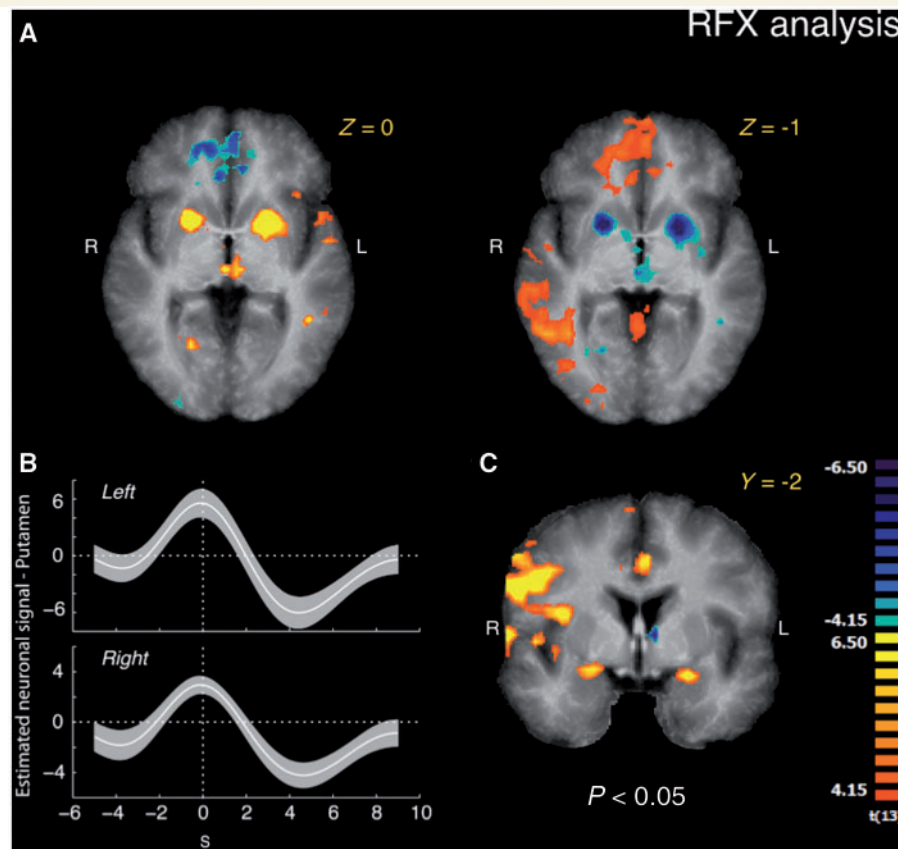 A
RFX analysis
Z = 0
Z = -1
R
L
R
L
B
Left
Right
Estimated neuronal signal - Putamen
6
0
−6
4
0
−4
−6 −4 −2 0 2 4 6 8 10
s
C
Y = -2
R
L
P < 0.05
-6.50
-4.15
6.50
4.15
t(13